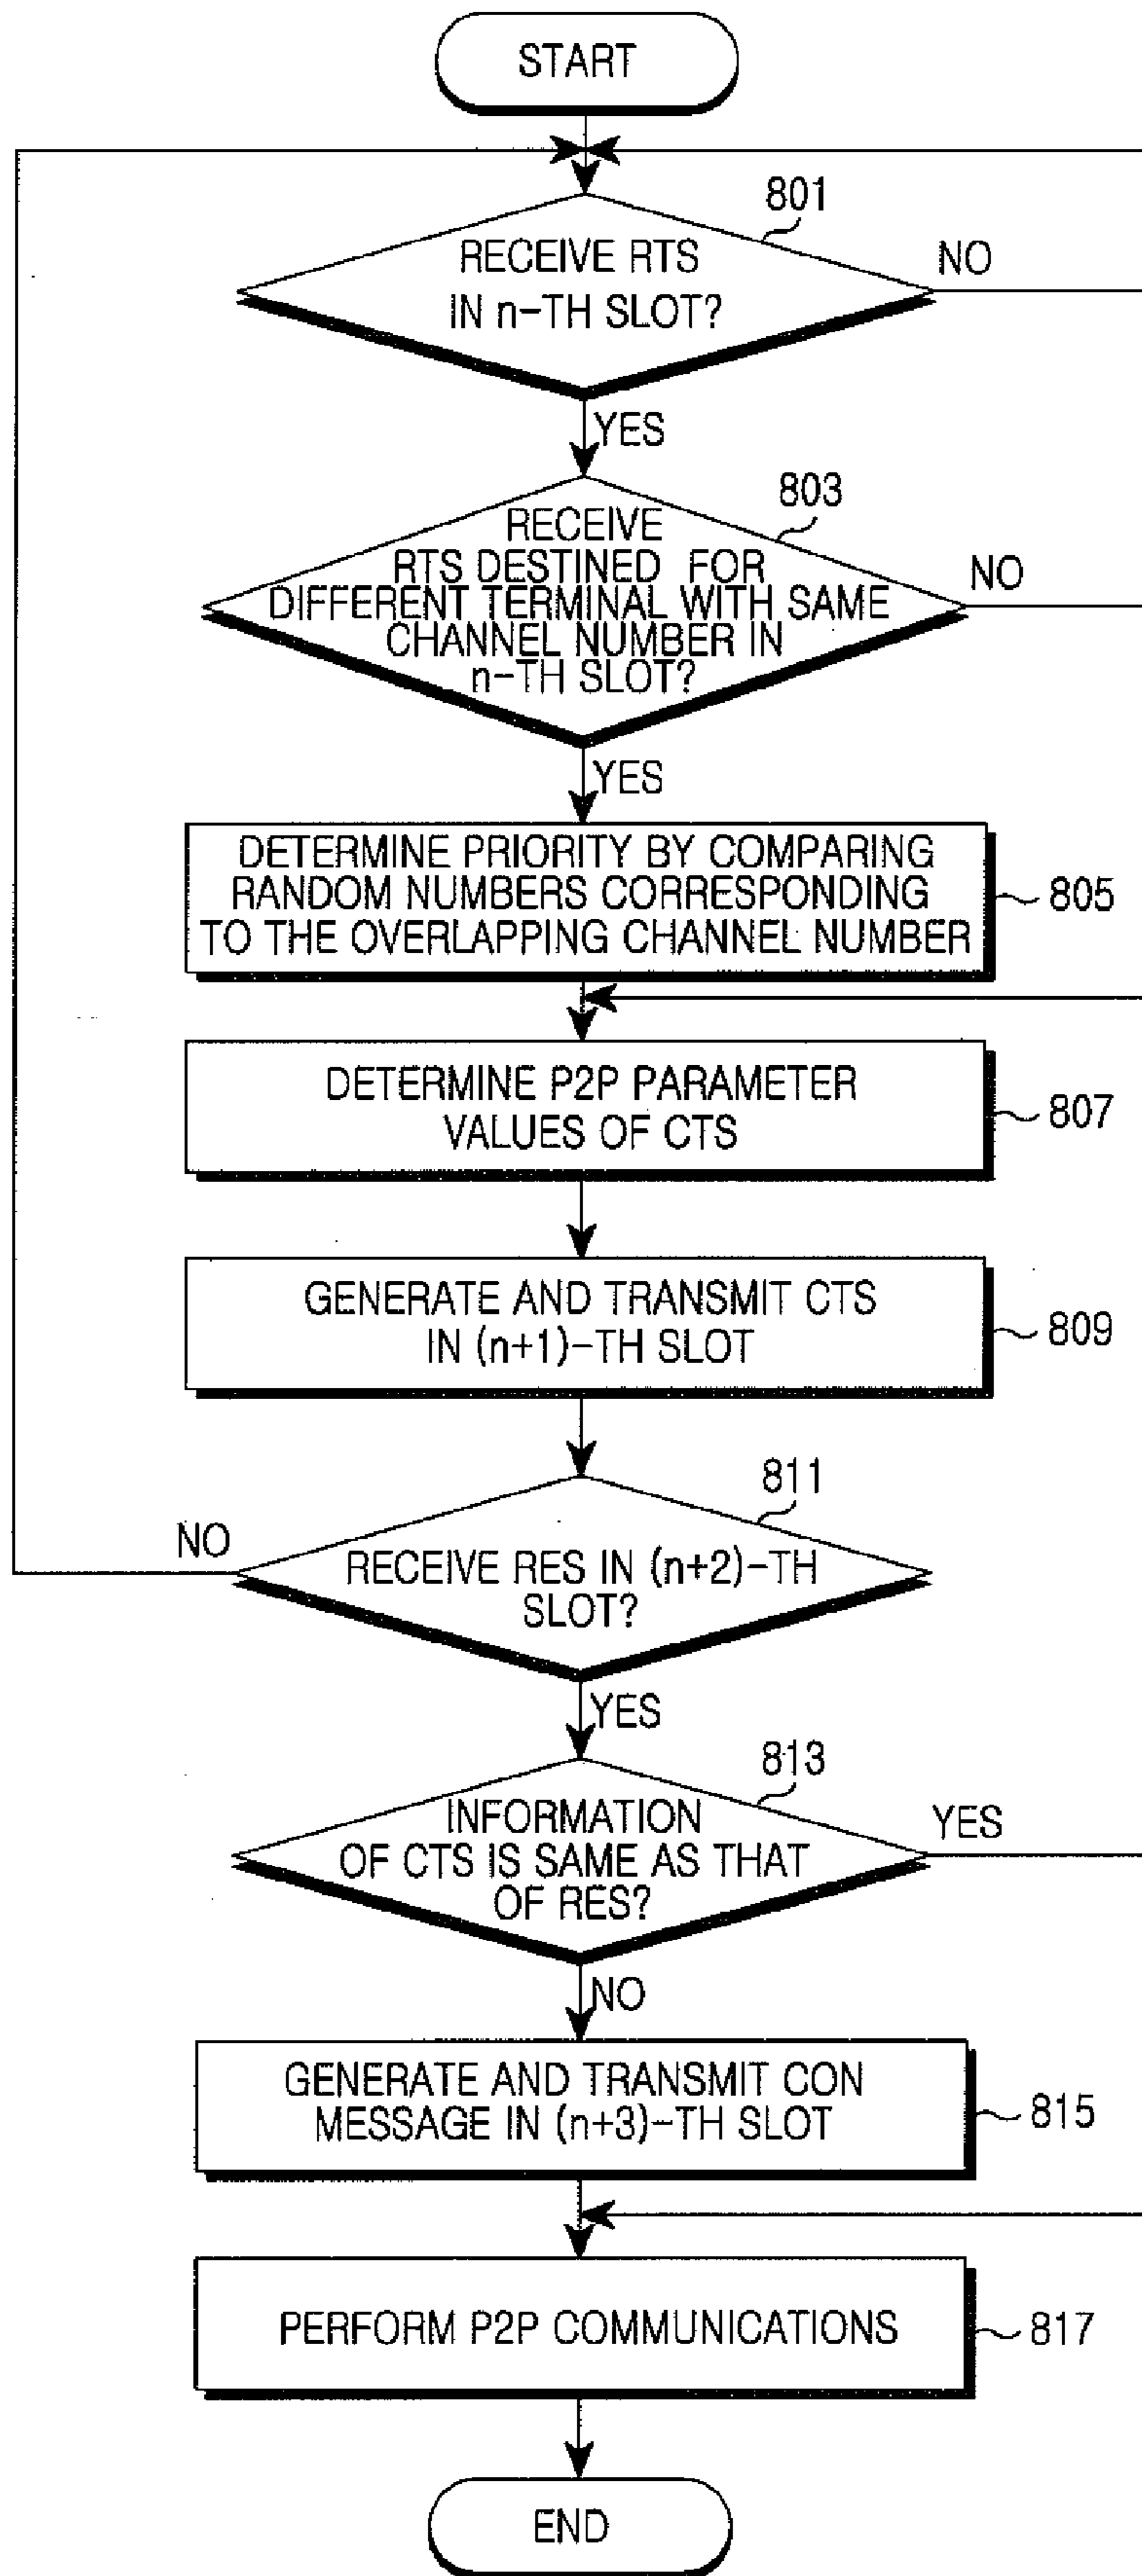 START
801
RECEIVE RTS
IN n-TH SLOT?
NO
YES
803
RECEIVE
RTS DESTINED FOR
DIFFERENT TERMINAL WITH SAME
CHANNEL NUMBER IN
n-TH SLOT?
NO
YES
DETERMINE PRIORITY BY COMPARING
RANDOM NUMBERS CORRESPONDING
TO THE OVERLAPPING CHANNEL NUMBER
805
DETERMINE P2P PARAMETER
VALUES OF CTS
807
GENERATE AND TRANSMIT CTS
IN (n+1)-TH SLOT
809
811
NO
RECEIVE RES IN (n+2)-TH
SLOT?
YES
813
INFORMATION
OF CTS IS SAME AS THAT
OF RES?
YES
NO
GENERATE AND TRANSMIT CON
MESSAGE IN (n+3)-TH SLOT
815
PERFORM P2P COMMUNICATIONS
817
END